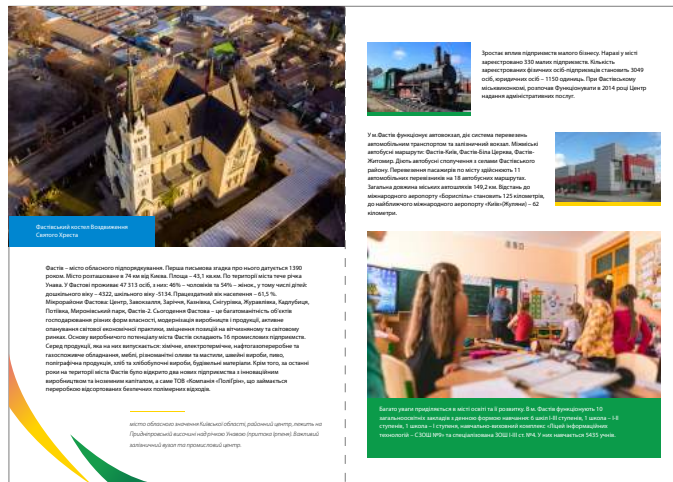 Фастівський костел Воздвиження
Святого Хреста
Фастів – місто обласного підпорядкування. Перша письмова згадка про нього датується 1390
роком. Місто розташоване в 74 км від Києва. Площа – 43,1 кв.км. По території міста тече річка
Унава. У Фастові проживає 47 313 осіб, з них: 46% – чоловіків та 54% – жінок., у тому числі дітей:
дошкільного віку – 4322, шкільного віку -5134. Працездатний вік населення – 61,5 %.
Мікрорайони Фастова: Центр, Завокзалля, Заріччя, Казнівка, Снігурівка, Журавлівка, Кадлубиця,
Потіївка, Миронівський парк, Фастів-2. Сьогодення Фастова – це багатоманітність об'єктів
господарювання різних форм власності, модернізація виробництв і продукції, активне
опанування світової економічної практики, зміцнення позицій на вітчизняному та світовому
ринках. Основу виробничого потенціалу міста Фастів складають 16 промислових підприємств.
Серед продукції, яка на них випускається: хімічне, електротермічне, нафтогазопереробне та
газоспоживче обладнання, меблі, різноманітні оливи та мастили, швейні вироби, пиво,
поліграфічна продукція, хліб та хлібобулочні вироби, будівельні матеріали. Крім того, за останні
роки на території міста Фастів було відкрито два нових підприємства з інноваційним
виробництвом та іноземним капіталом, а саме ТОВ «Компанія «ПоліГрін», що займається
переробкою відсортованих безпечних полімерних відходів.
місто обласного значення Київської області, районний центр, лежить на
Придніпровській височині над річкою Унавою (притока Ірпеня). Важливий
залізничний вузол та промисловий центр.
Зростає вплив підприємств малого бізнесу. Наразі у місті
зареєстровано 330 малих підприємств. Кількість
зареєстрованих фізичних осіб-підприємців становить 3049
осіб, юридичних осіб – 1150 одиниць. При Фастівському
міськвиконкомі, розпочав Функціонувати в 2014 році Центр
надання адміністративних послуг.
У м.Фастів функціонує автовокзал, діє система перевезень
автомобільним транспортом та залізничний вокзал. Міжміські
автобусні маршрути: Фастів-Київ, Фастів-Біла Церква, Фастів-
Житомир. Діють автобусні сполучення з селами Фастівського
району. Перевезення пасажирів по місту здійснюють 11
автомобільних перевізників на 18 автобусних маршрутах.
Загальна довжина міських автошляхів 149,2 км. Відстань до
міжнародного аеропорту «Бориспіль» становить 125 кілометрів,
до найближчого міжнародного аеропорту «Київ»(Жуляни) – 62
кілометри.
Багато уваги приділяється в місті освіті та її розвитку. В м. Фастів функціонують 10
загальноосвітніх закладів з денною формою навчання: 6 шкіл І-ІІІ ступенів, 1 школа – І-ІІ
ступенів, 1 школа – І ступеня, навчально-виховний комплекс «Ліцей інформаційних
технологій – СЗОШ №9» та спеціалізована ЗОШ І-ІІІ ст. №4. У них навчається 5435 учнів.